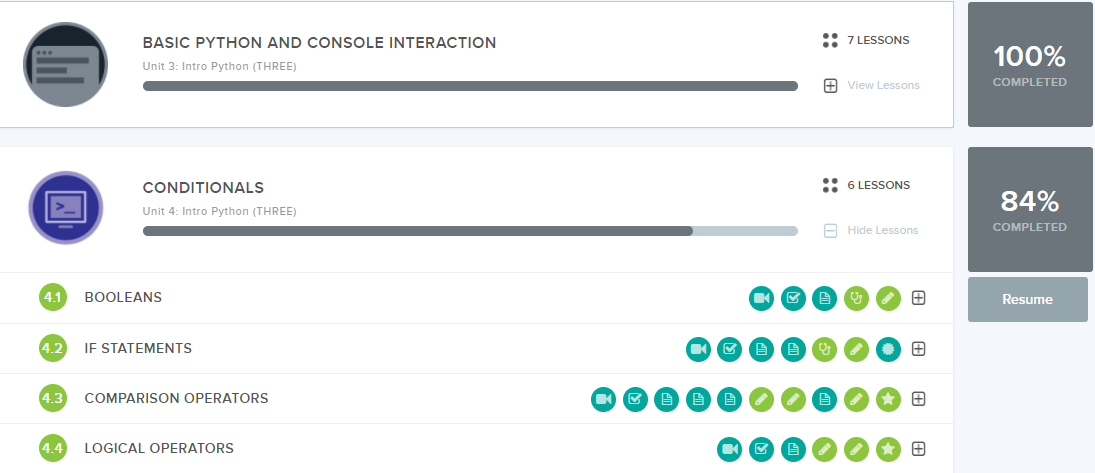 BASIC PYTHON AND CONSOLE INTERACTION
Unit 3: Intro Python (THREE)
7 LESSONS
View Lessons
100%
COMPLETED
CONDITIONALS
Unit 4: Intro Python (THREE)
6 LESSONS
Hide Lessons
84%
COMPLETED
Resume
4.1 BOOLEANS
4.2 IF STATEMENTS
4.3 COMPARISON OPERATORS
4.4 LOGICAL OPERATORS